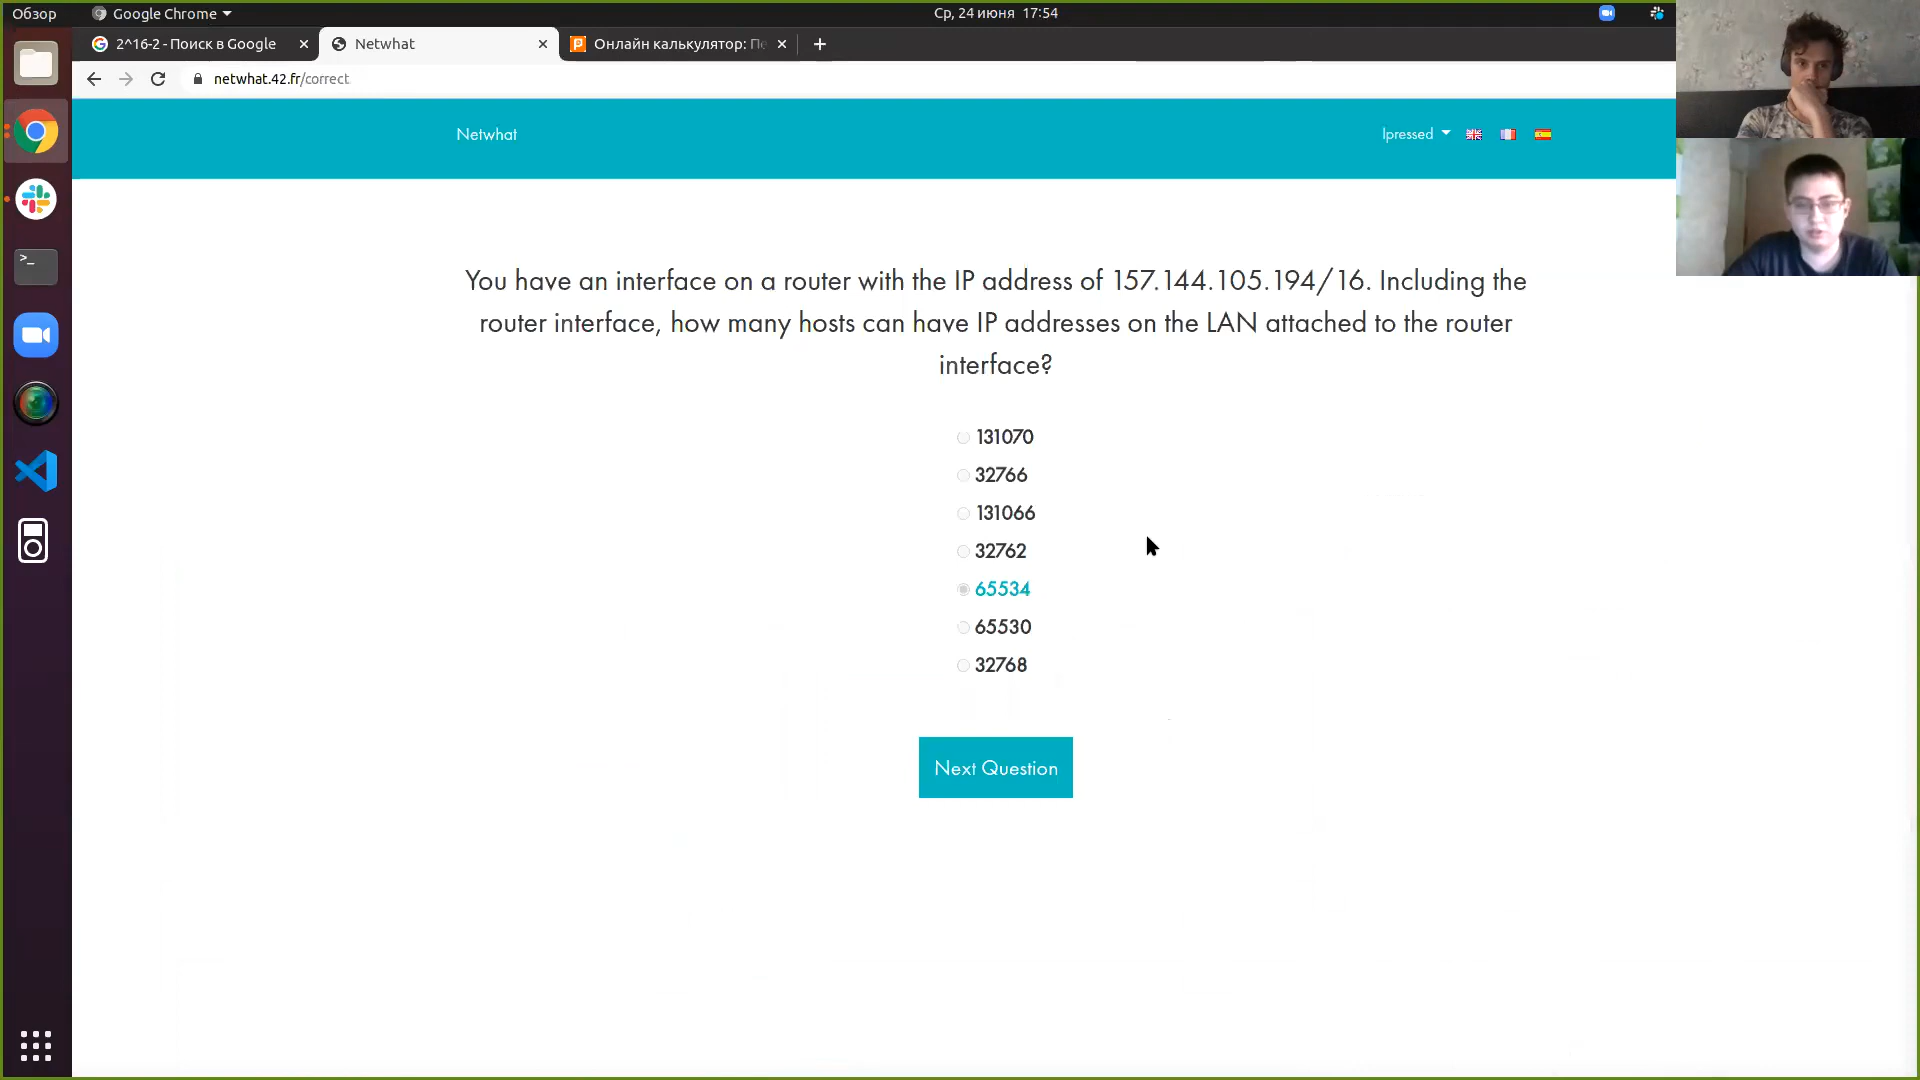 Обзор
Google Chrome
Ср, 24 июня 17:54
2^16-2 - Поиск в Google
Netwhat
Онлайн калькулятор: Пе
netwhat.42.fr/correct
Netwhat
lpressed
You have an interface on a router with the IP address of 157.144.105.194/16. Including the
router interface, how many hosts can have IP addresses on the LAN attached to the router
interface?
131070
32766
131066
32762
65534
65530
32768
Next Question